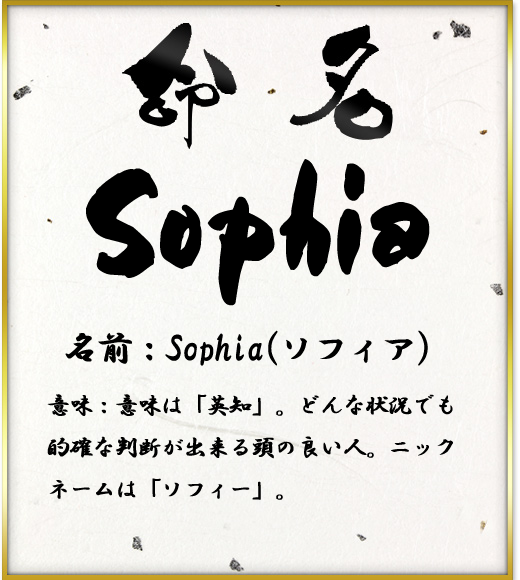 命名
Sophia
名前：Sophia(ソフィア)
意味：意味は「英知」。どんな状況でも
的確な判断が出来る頭の良い人。ニック
ネームは「ソフィー」。